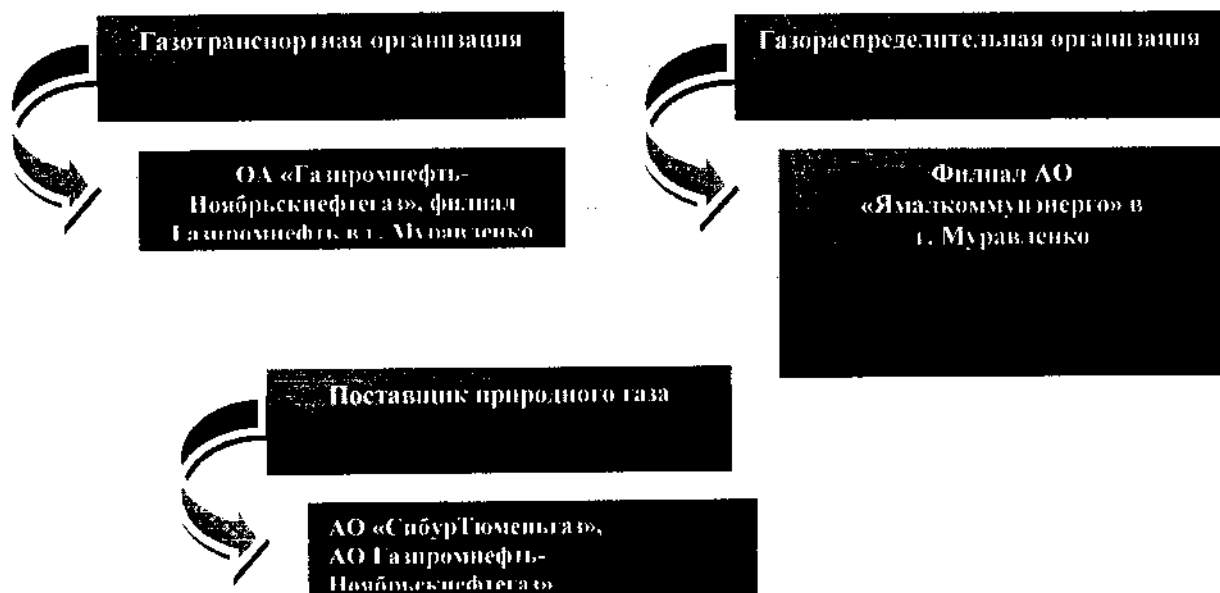 Газотранспортная организация
Газораспределительная организация
ОА «Газпромнефть-
Ноябрьскнефтегаз», филиал
Газпромнефть в г. Муравленко
Филиал АО
«Ямалкоммунэнерго» в
г. Муравленко
Поставщик природного газа
АО «СибурТюменьгаз»,
АО Газпромнефть-
Ноябрьскнефтегаз»